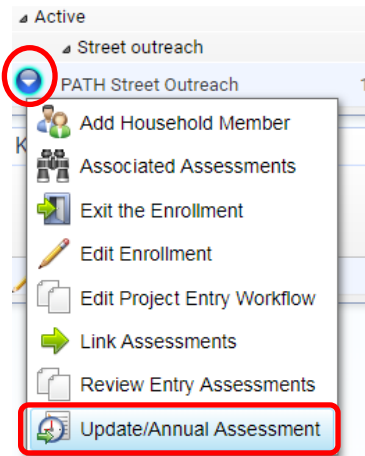 Active
Street outreach
PATH Street Outreach 1
Add Household Member
K
Associated Assessments
Exit the Enrollment
Edit Enrollment
Edit Project Entry Workflow
Link Assessments
Review Entry Assessments
Update/Annual Assessment